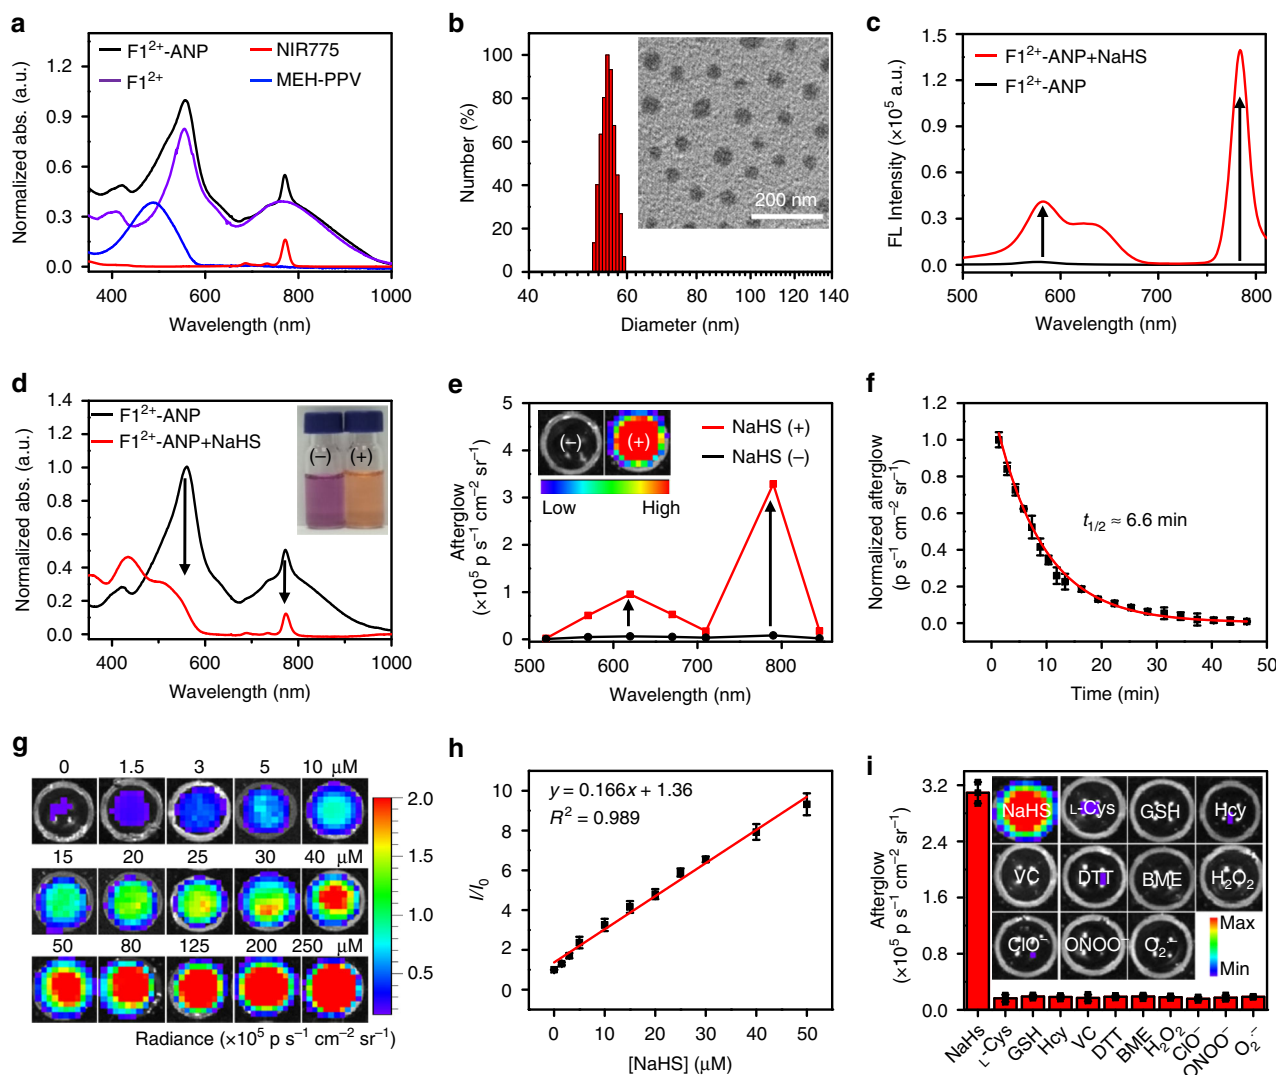 a
F1²⁺-ANP
NIR775
F1²⁺
MEH-PPV
Normalized abs. (a.u.)
1.2
0.9
0.6
0.3
0.0
400 600 800 1000
Wavelength (nm)
b
Number (%)
100
80
60
40
20
0
200 nm
40 60 80 100 120 140
Diameter (nm)
c
F1²⁺-ANP+NaHS
F1²⁺-ANP
FL Intensity (×10⁵ a.u.)
1.5
1.2
0.9
0.6
0.3
0.0
500 600 700 800
Wavelength (nm)
d
F1²⁺-ANP
F1²⁺-ANP+NaHS
(−) (+)
Normalized abs. (a.u.)
1.4
1.2
1.0
0.8
0.6
0.4
0.2
0.0
400 600 800 1000
Wavelength (nm)
e
(−) (+)
Low High
NaHS (+)
NaHS (−)
Afterglow
(×10⁵ p s⁻¹ cm⁻² sr⁻¹)
5
4
3
2
1
0
500 600 700 800
Wavelength (nm)
f
t1/2 ≈ 6.6 min
Normalized afterglow
(p s⁻¹ cm⁻² sr⁻¹)
1.2
1.0
0.8
0.6
0.4
0.2
0.0
0 10 20 30 40 50
Time (min)
g
0 1.5 3 5 10 μM
15 20 25 30 40 μM
50 80 125 200 250 μM
2.0
1.5
1.0
0.5
Radiance (×10⁵ p s⁻¹ cm⁻² sr⁻¹)
h
y = 0.166x + 1.36
R² = 0.989
I/I₀
12
10
8
6
4
2
0
0 10 20 30 40 50
[NaHS] (μM)
i
Afterglow
(×10⁵ p s⁻¹ cm⁻² sr⁻¹)
3.2
2.4
1.6
0.8
0.0
NaHS L-Cys GSH Hcy
VC DTT BME H₂O₂
ClO⁻ ONOO⁻ O₂·⁻
Max
Min
NaHs L-Cys GSH Hcy VC DTT BME H₂O₂ ClO⁻ ONOO⁻ O₂·⁻